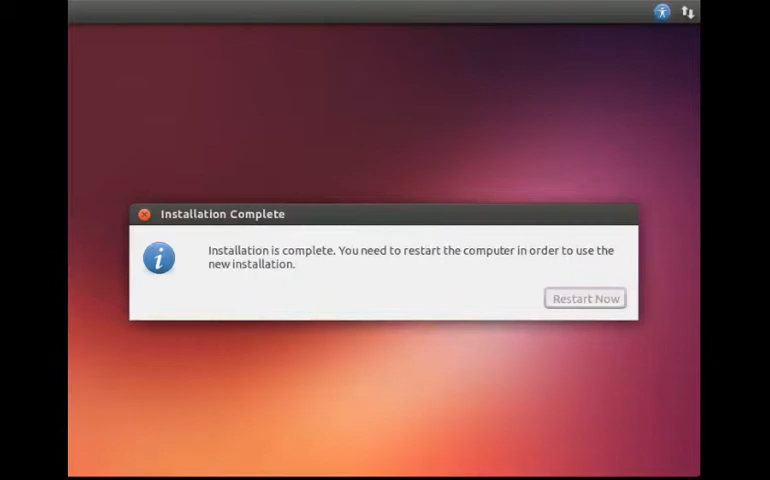 Installation Complete
Installation is complete. You need to restart the computer in order to use the
new installation.
Restart Now